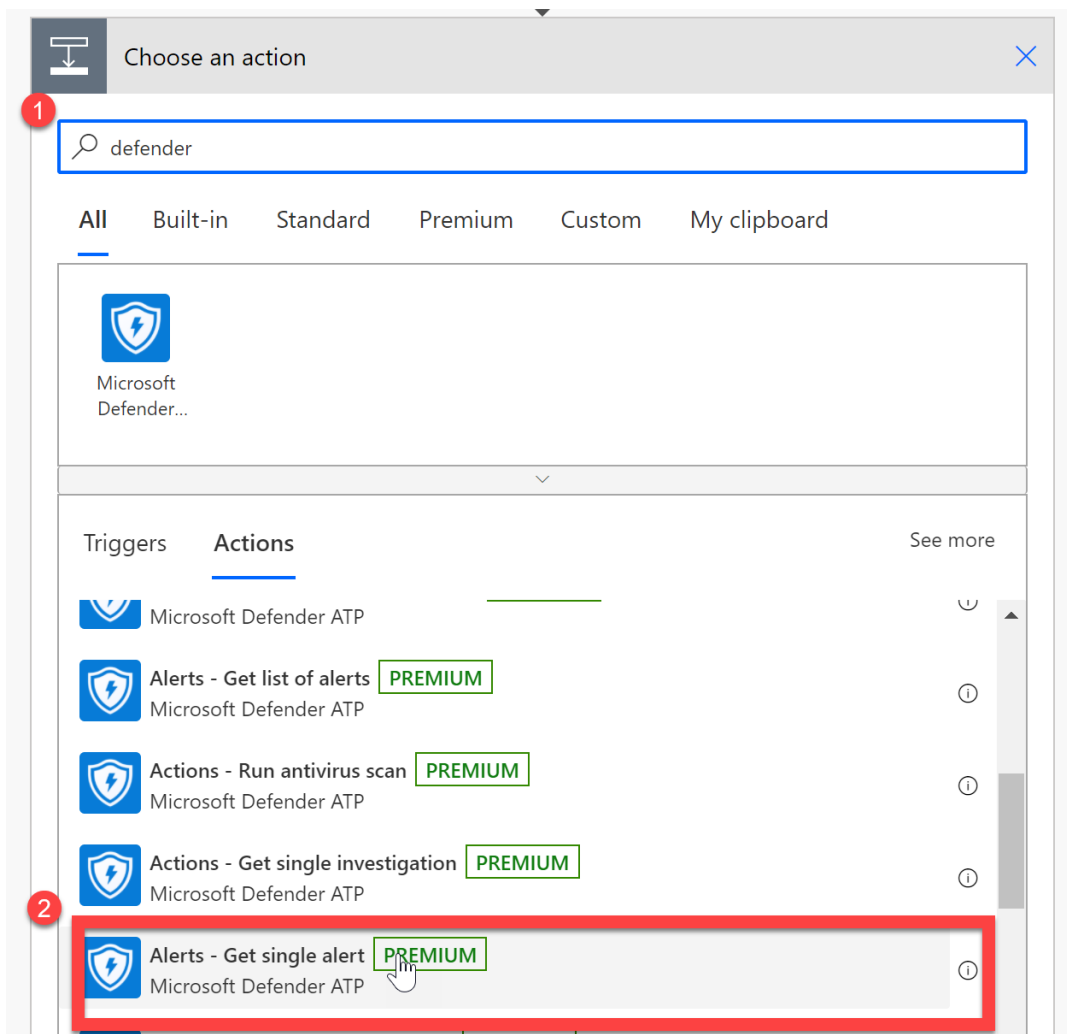 Choose an action
1
defender
All Built-in Standard Premium Custom My clipboard
Microsoft
Defender...
Triggers Actions See more
Microsoft Defender ATP
Alerts - Get list of alerts PREMIUM
Microsoft Defender ATP
Actions - Run antivirus scan PREMIUM
Microsoft Defender ATP
Actions - Get single investigation PREMIUM
Microsoft Defender ATP
2
Alerts - Get single alert PREMIUM
Microsoft Defender ATP